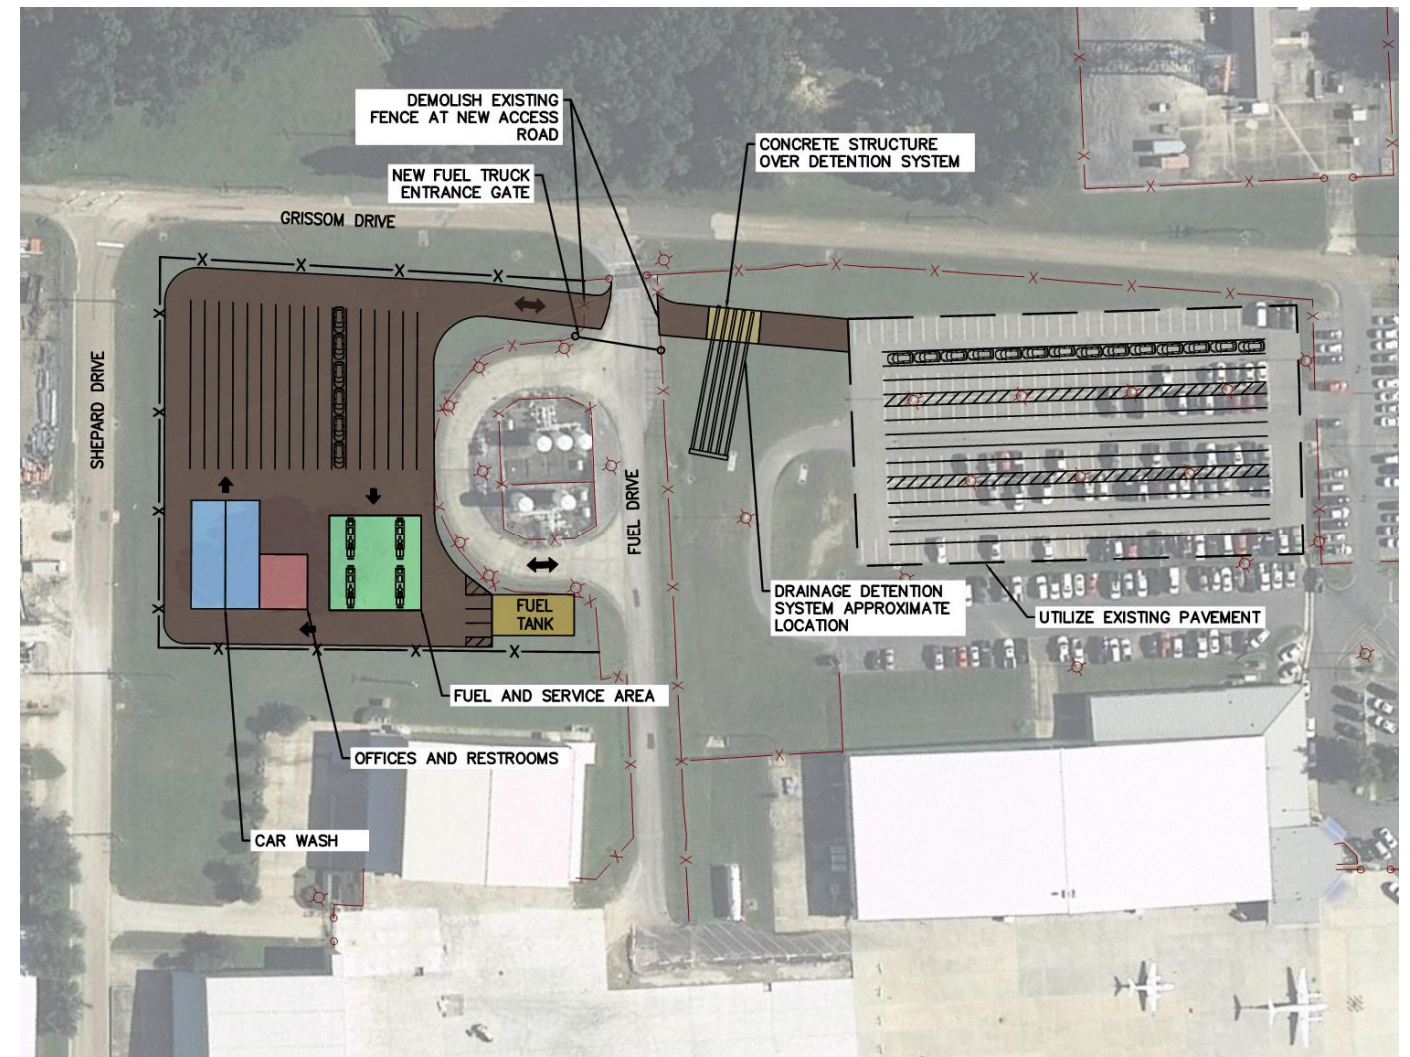 DEMOLISH EXISTING
FENCE AT NEW ACCESS
ROAD
CONCRETE STRUCTURE
OVER DETENTION SYSTEM
NEW FUEL TRUCK
ENTRANCE GATE
GRISSOM DRIVE
SHEPARD DRIVE
FUEL DRIVE
FUEL
TANK
DRAINAGE DETENTION
SYSTEM APPROXIMATE
LOCATION
UTILIZE EXISTING PAVEMENT
FUEL AND SERVICE AREA
OFFICES AND RESTROOMS
CAR WASH